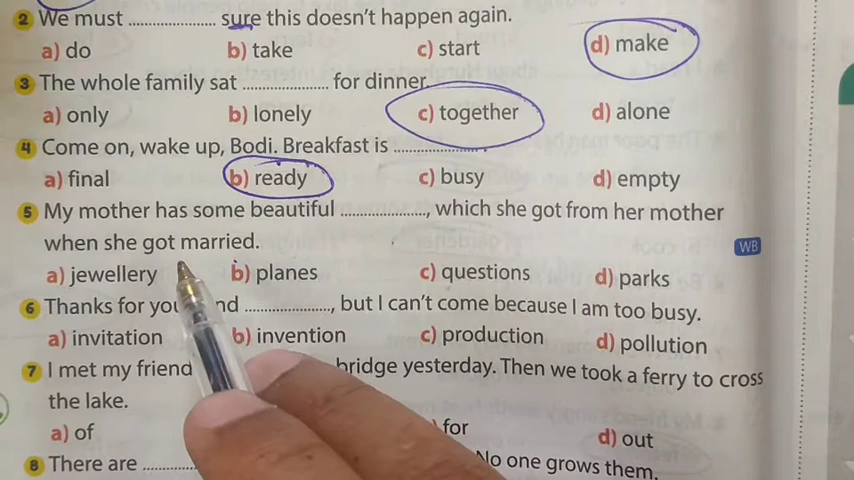 2 We must .................. sure this doesn't happen again.
a) do b) take c) start d) make
3 The whole family sat .................. for dinner.
a) only b) lonely c) together d) alone
4 Come on, wake up, Bodi. Breakfast is ..................
a) final b) ready c) busy d) empty
5 My mother has some beautiful .................., which she got from her mother
when she got married.
WB
a) jewellery b) planes c) questions d) parks
6 Thanks for .................., but I can't come because I am too busy.
a) invitation b) invention c) production d) pollution
7 I met my friend bridge yesterday. Then we took a ferry to cross
the lake.
a) of for d) out
8 There are .................. No one grows them.